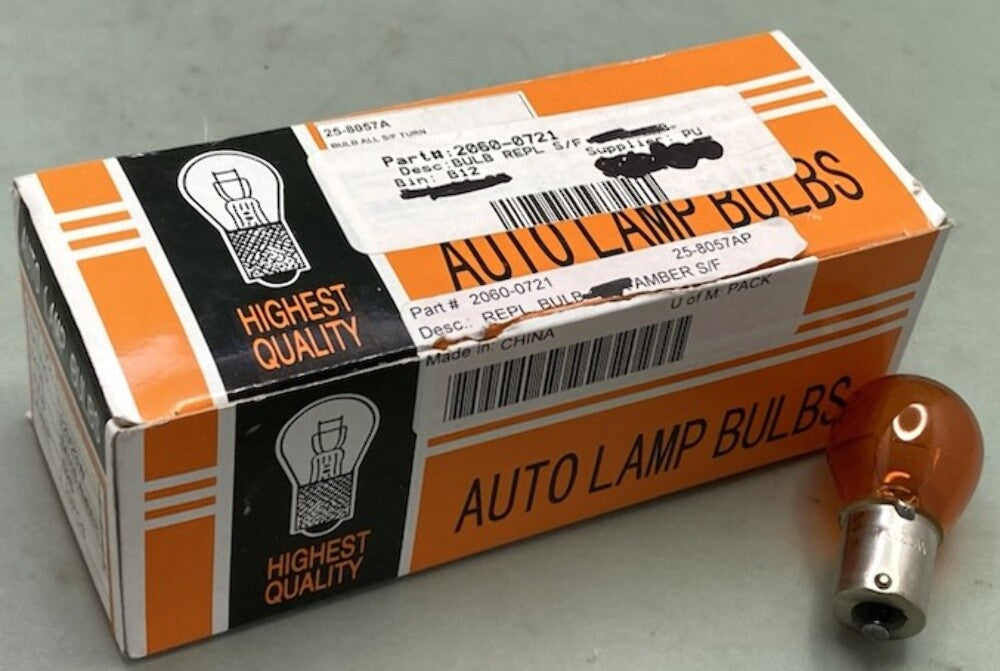 25-8057A
BULB ALL S/F TURN
Part#:2060-0721
Desc:BULB REPL S/F
Supplier: PU
Bin: B12
AUTO LAMP BULBS
HIGHEST
QUALITY
Part # 2060-0721
25-8057AP
Desc.: REPL BULB AMBER S/F
Made in: CHINA
U of M: PACK
AUTO LAMP BULBS
HIGHEST
QUALITY